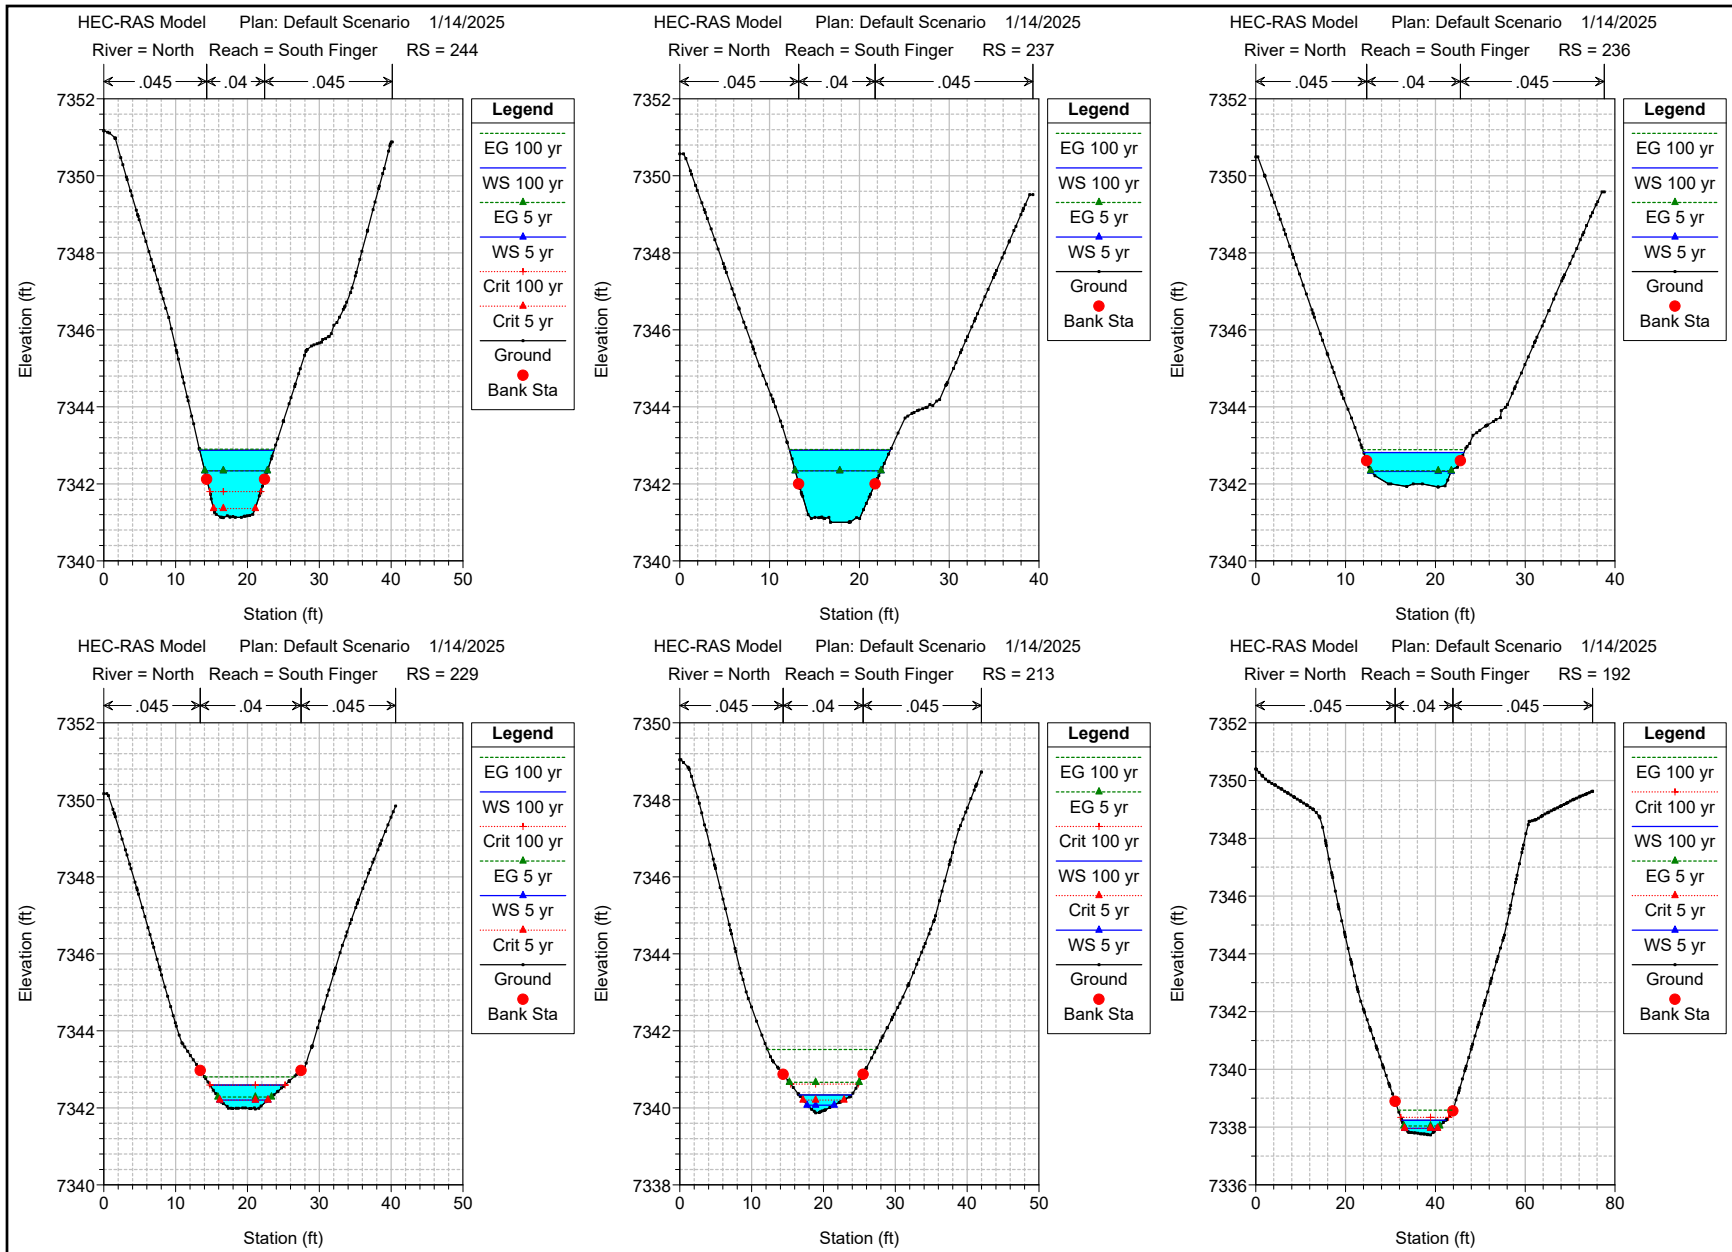 HEC-RAS Model Plan: Default Scenario 1/14/2025
River = North Reach = South Finger RS = 244
.045 .04 .045
7352
7350
7348
7346
7344
7342
7340
Elevation (ft)
0 10 20 30 40 50
Station (ft)
Legend
EG 100 yr
WS 100 yr
EG 5 yr
WS 5 yr
Crit 100 yr
Crit 5 yr
Ground
Bank Sta
HEC-RAS Model Plan: Default Scenario 1/14/2025
River = North Reach = South Finger RS = 237
.045 .04 .045
7352
7350
7348
7346
7344
7342
7340
Elevation (ft)
0 10 20 30 40
Station (ft)
Legend
EG 100 yr
WS 100 yr
EG 5 yr
WS 5 yr
Ground
Bank Sta
HEC-RAS Model Plan: Default Scenario 1/14/2025
River = North Reach = South Finger RS = 236
.045 .04 .045
7352
7350
7348
7346
7344
7342
7340
Elevation (ft)
0 10 20 30 40
Station (ft)
Legend
EG 100 yr
WS 100 yr
EG 5 yr
WS 5 yr
Ground
Bank Sta
HEC-RAS Model Plan: Default Scenario 1/14/2025
River = North Reach = South Finger RS = 229
.045 .04 .045
7352
7350
7348
7346
7344
7342
7340
Elevation (ft)
0 10 20 30 40 50
Station (ft)
Legend
EG 100 yr
WS 100 yr
Crit 100 yr
EG 5 yr
WS 5 yr
Crit 5 yr
Ground
Bank Sta
HEC-RAS Model Plan: Default Scenario 1/14/2025
River = North Reach = South Finger RS = 213
.045 .04 .045
7350
7348
7346
7344
7342
7340
7338
Elevation (ft)
0 10 20 30 40 50
Station (ft)
Legend
EG 100 yr
EG 5 yr
Crit 100 yr
WS 100 yr
Crit 5 yr
WS 5 yr
Ground
Bank Sta
HEC-RAS Model Plan: Default Scenario 1/14/2025
River = North Reach = South Finger RS = 192
.045 .04 .045
7352
7350
7348
7346
7344
7342
7340
7338
7336
Elevation (ft)
0 20 40 60 80
Station (ft)
Legend
EG 100 yr
Crit 100 yr
WS 100 yr
EG 5 yr
Crit 5 yr
WS 5 yr
Ground
Bank Sta